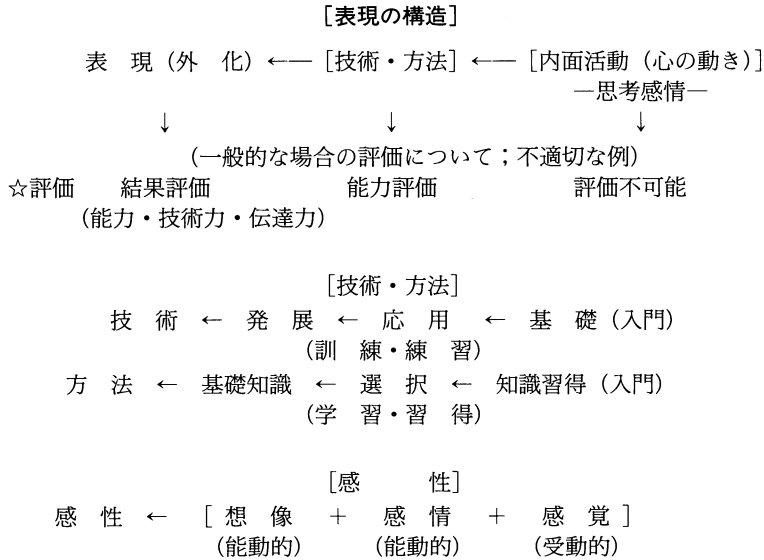 [表現の構造]
表 現（外 化）←― [技術・方法] ←― [内面活動（心の動き）]
―思考感情―
↓ ↓ ↓
（一般的な場合の評価について；不適切な例）
☆評価 結果評価 能力評価 評価不可能
（能力・技術力・伝達力）
[技術・方法]
技 術 ← 発 展 ← 応 用 ← 基 礎（入門）
（訓 練・練 習）
方 法 ← 基礎知識 ← 選 択 ← 知識習得（入門）
（学 習・習 得）
[感 性]
感 性 ← [ 想 像 + 感 情 + 感 覚 ]
（能動的） （能動的） （受動的）